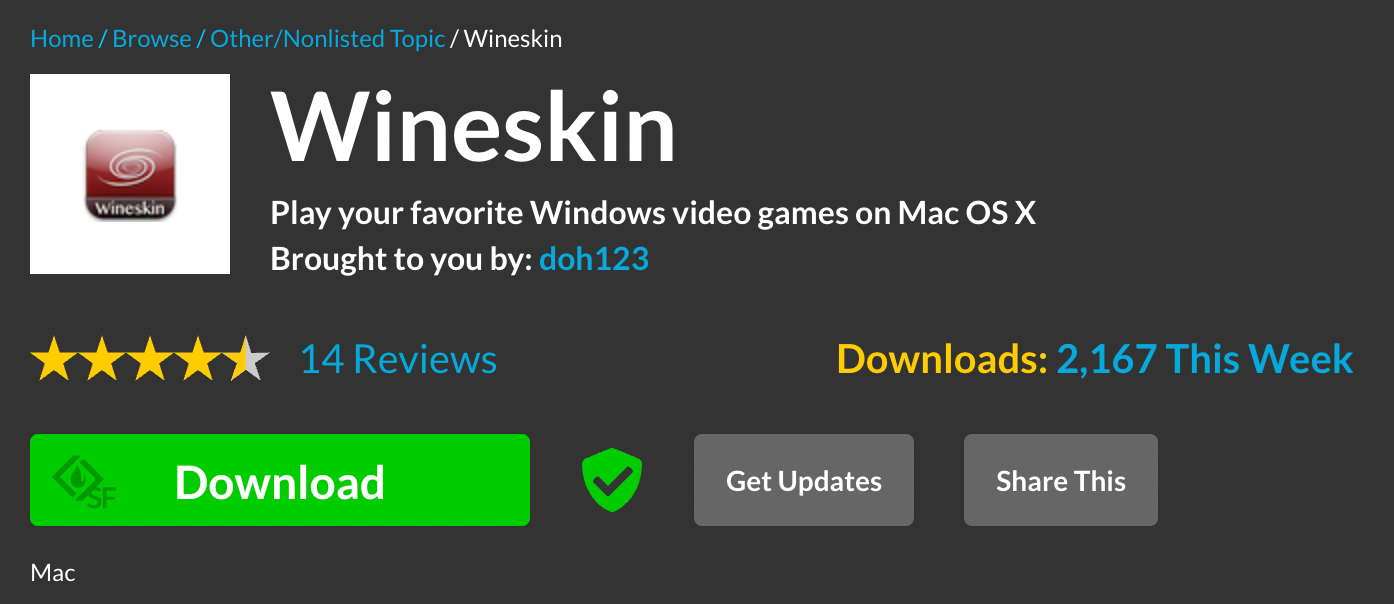 Home / Browse / Other/Nonlisted Topic / Wineskin
Wineskin
Wineskin
Play your favorite Windows video games on Mac OS X
Brought to you by: doh123
14 Reviews
Downloads: 2,167 This Week
SF
Download
Get Updates
Share This
Mac